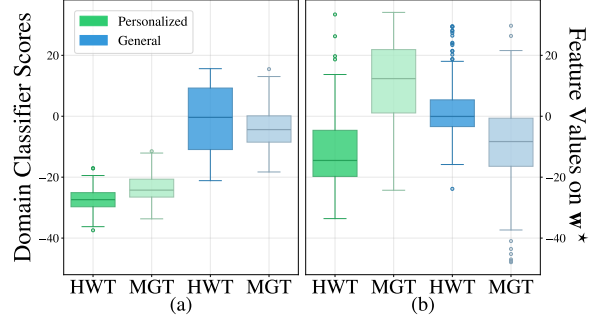 Domain Classifier Scores
Personalized
General
20
0
−20
−40
HWT MGT HWT MGT
(a)
HWT MGT HWT MGT
(b)
20
0
−20
−40
Feature Values on w*